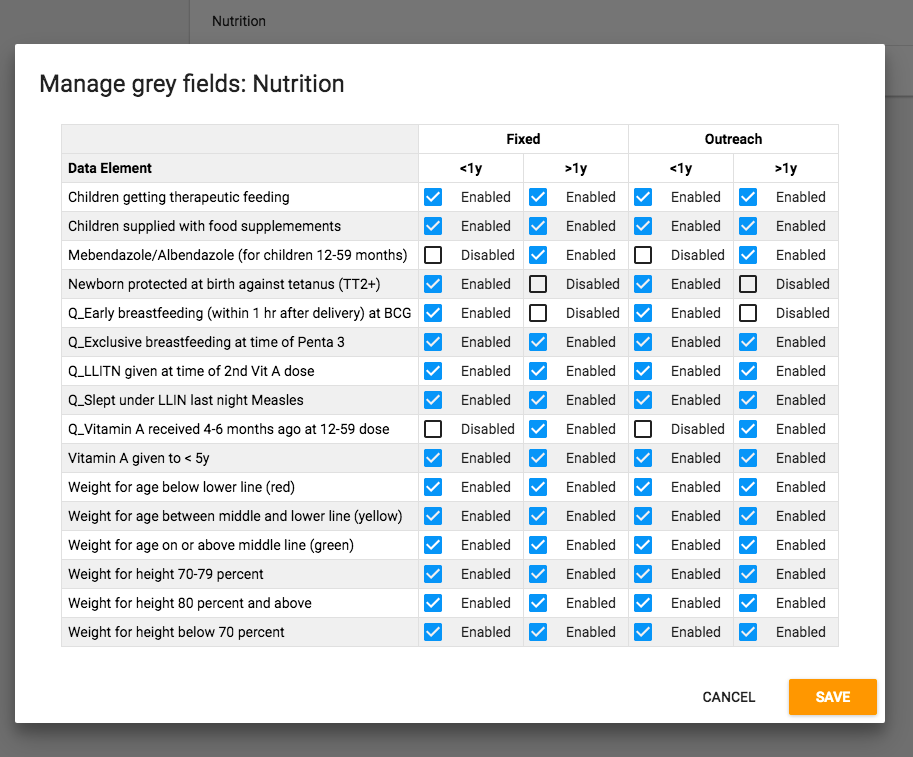 Nutrition
Manage grey fields: Nutrition
Fixed Outreach
Data Element <1y >1y <1y >1y
Children getting therapeutic feeding Enabled Enabled Enabled Enabled
Children supplied with food supplemements Enabled Enabled Enabled Enabled
Mebendazole/Albendazole (for children 12-59 months) Disabled Enabled Disabled Enabled
Newborn protected at birth against tetanus (TT2+) Enabled Disabled Enabled Disabled
Q_Early breastfeeding (within 1 hr after delivery) at BCG Enabled Disabled Enabled Disabled
Q_Exclusive breastfeeding at time of Penta 3 Enabled Enabled Enabled Enabled
Q_LLITN given at time of 2nd Vit A dose Enabled Enabled Enabled Enabled
Q_Slept under LLIN last night Measles Enabled Enabled Enabled Enabled
Q_Vitamin A received 4-6 months ago at 12-59 dose Disabled Enabled Disabled Enabled
Vitamin A given to < 5y Enabled Enabled Enabled Enabled
Weight for age below lower line (red) Enabled Enabled Enabled Enabled
Weight for age between middle and lower line (yellow) Enabled Enabled Enabled Enabled
Weight for age on or above middle line (green) Enabled Enabled Enabled Enabled
Weight for height 70-79 percent Enabled Enabled Enabled Enabled
Weight for height 80 percent and above Enabled Enabled Enabled Enabled
Weight for height below 70 percent Enabled Enabled Enabled Enabled
CANCEL SAVE